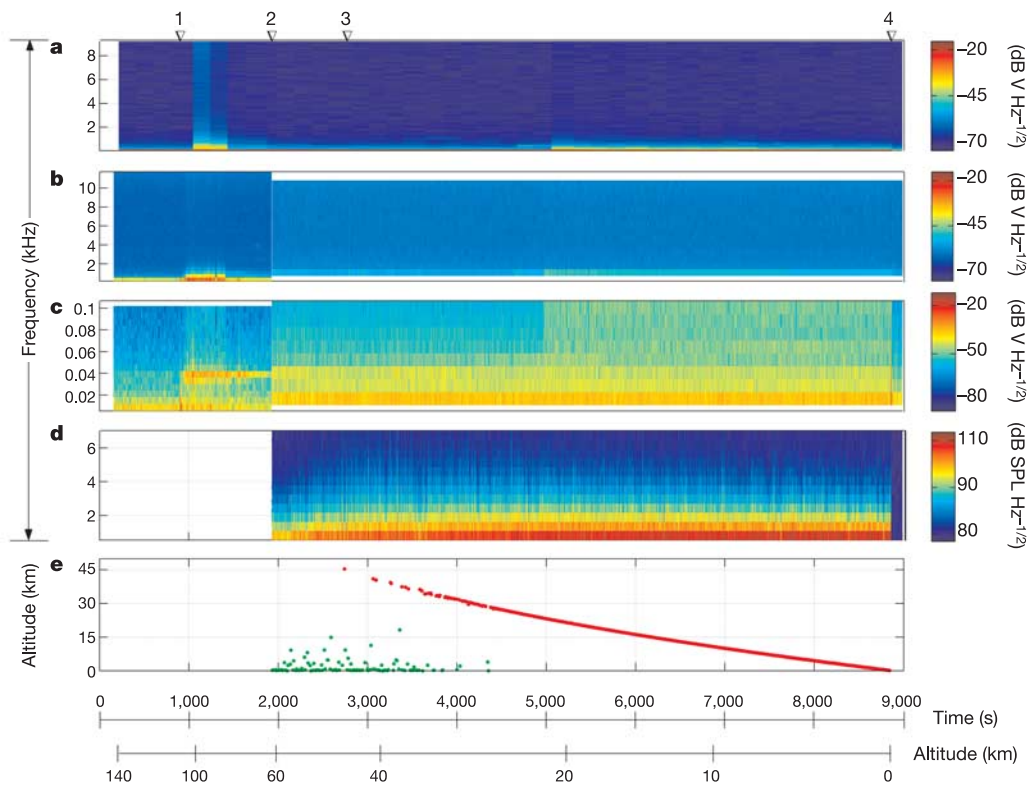 1 2 3 4
a
8
6
4
2
−20
−45
−70
(dB V Hz−1/2)
b
10
8
6
4
2
−20
−45
−70
(dB V Hz−1/2)
Frequency (kHz)
c
0.1
0.08
0.06
0.04
0.02
−20
−50
−80
(dB V Hz−1/2)
d
6
4
2
110
90
80
(dB SPL Hz−1/2)
e
45
30
15
0
Altitude (km)
0 1,000 2,000 3,000 4,000 5,000 6,000 7,000 8,000 9,000
Time (s)
Altitude (km)
140 100 60 40 20 10 0